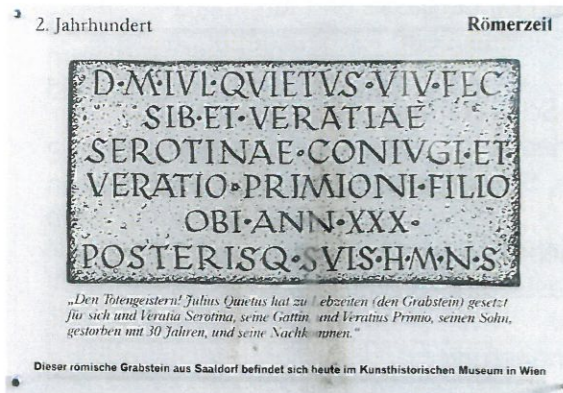 2. Jahrhundert
Römerzeit
D·M·IVL·QVIETVS·VIV·FEC
SIB·ET·VERATIAE
SEROTINAE·CONIVGI·ET·
VERATIO·PRIMIONI·FILIO
OBI·ANN·XXX·
POSTERISQ·SVIS·H·M·N·S
„Den Totengeistern! Julius Quietus hat zu ebzeiten (den Grabstein) gesetzt
für sich und Veratia Serotina, seine Gattin und Veratius Primio, seinen Sohn,
gestorben mit 30 Jahren, und seine Nachk mmen."
Dieser römische Grabstein aus Saaldorf befindet sich heute im Kunsthistorischen Museum in Wien